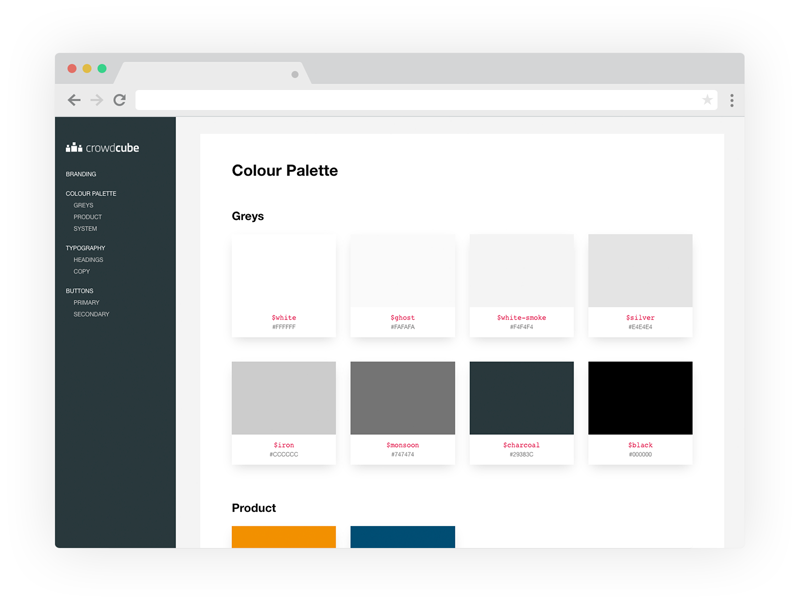 crowdcube
BRANDING
COLOUR PALETTE
GREYS
PRODUCT
SYSTEM
TYPOGRAPHY
HEADINGS
COPY
BUTTONS
PRIMARY
SECONDARY
Colour Palette
Greys
$white
#FFFFFF
$ghost
#FAFAFA
$white-smoke
#F4F4F4
$silver
#E4E4E4
$iron
#CCCCCC
$monsoon
#747474
$charcoal
#29383C
$black
#000000
Product